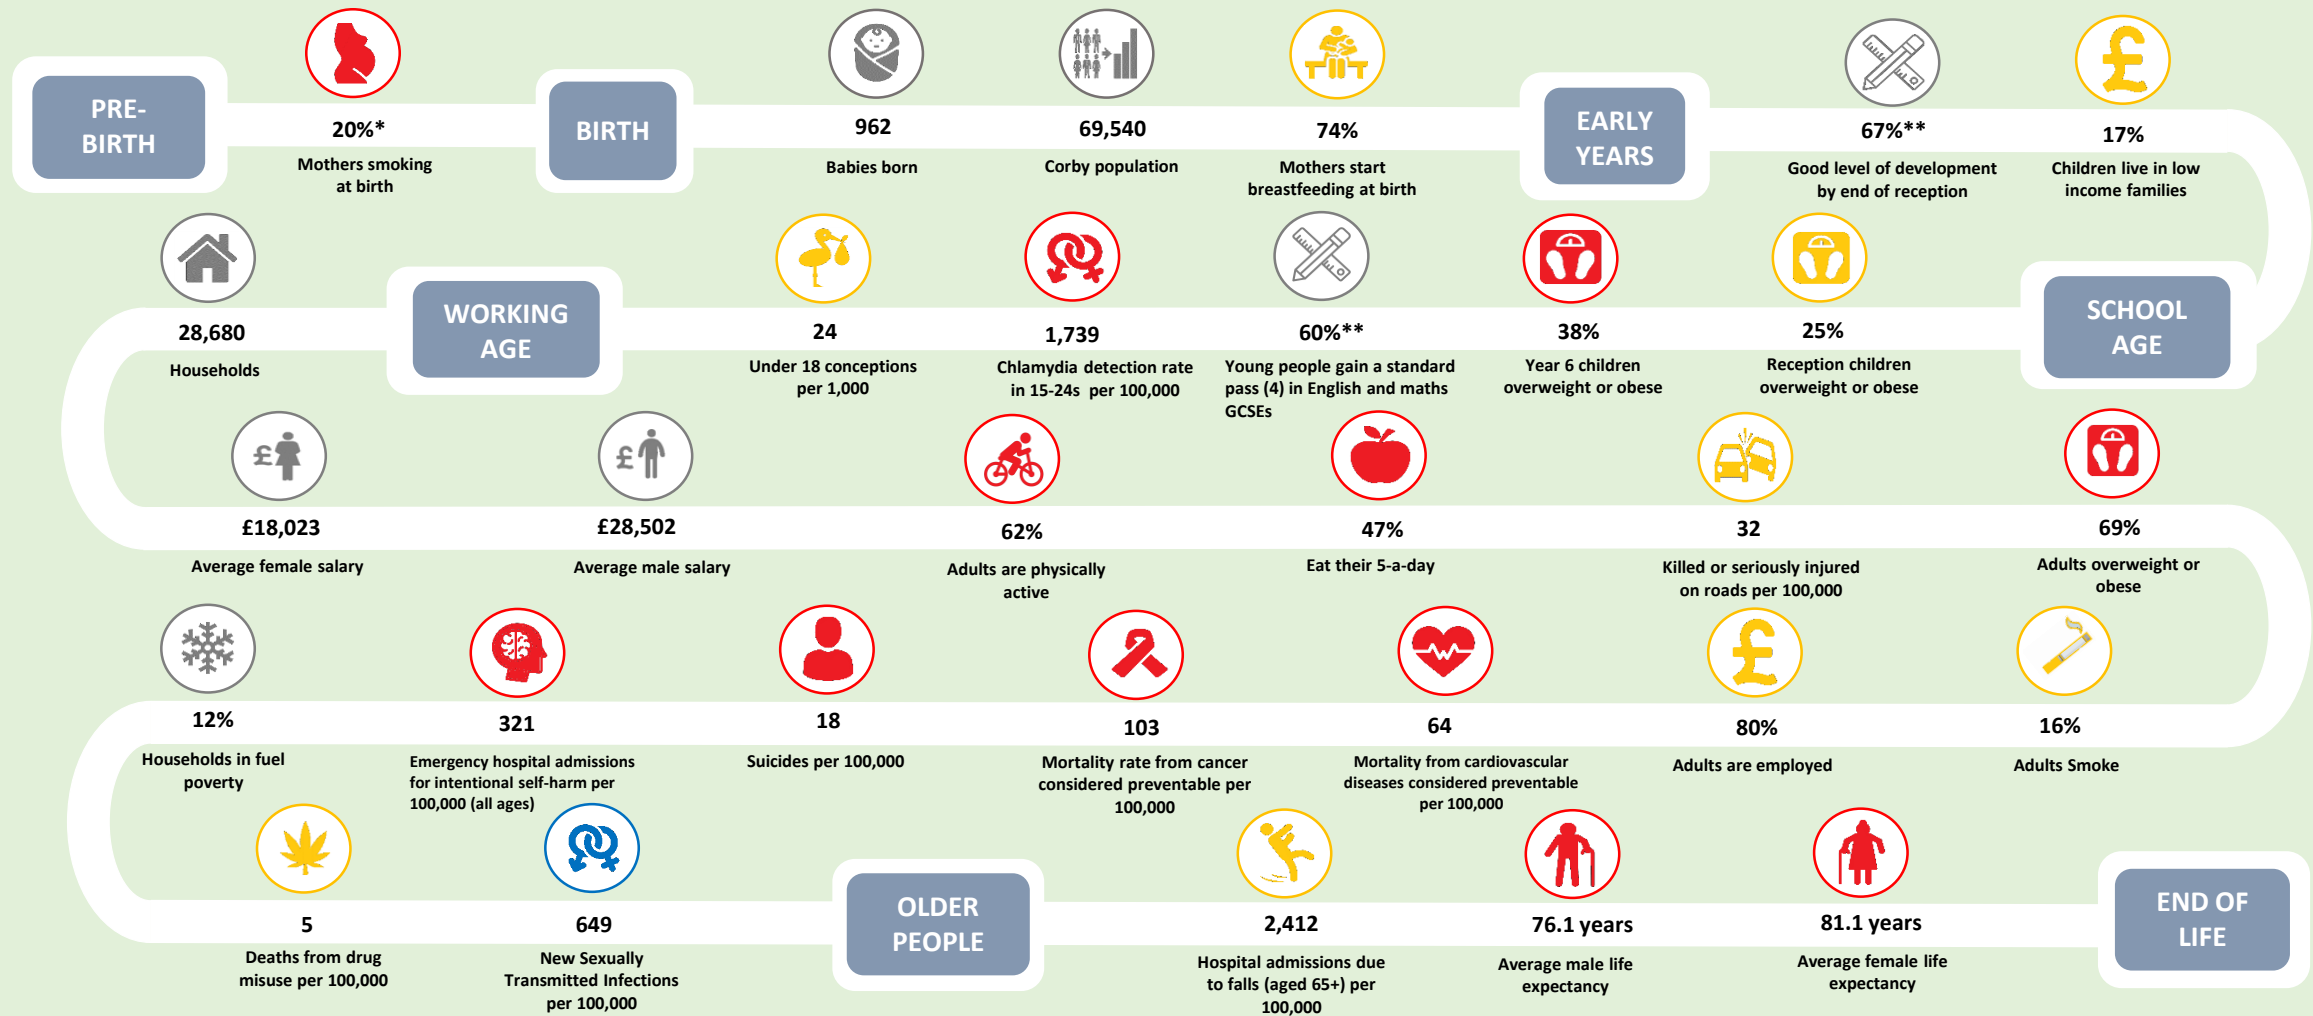 PRE-
BIRTH
20%*
Mothers smoking
at birth
BIRTH
962
Babies born
69,540
Corby population
74%
Mothers start
breastfeeding at birth
EARLY
YEARS
67%**
Good level of development
by end of reception
17%
Children live in low
income families
SCHOOL
AGE
25%
Reception children
overweight or obese
38%
Year 6 children
overweight or obese
60%**
Young people gain a standard
pass (4) in English and maths
GCSEs
1,739
Chlamydia detection rate
in 15-24s per 100,000
24
Under 18 conceptions
per 1,000
WORKING
AGE
28,680
Households
£18,023
Average female salary
£28,502
Average male salary
62%
Adults are physically
active
47%
Eat their 5-a-day
32
Killed or seriously injured
on roads per 100,000
69%
Adults overweight or
obese
16%
Adults Smoke
80%
Adults are employed
64
Mortality from cardiovascular
diseases considered preventable
per 100,000
103
Mortality rate from cancer
considered preventable per
100,000
18
Suicides per 100,000
321
Emergency hospital admissions
for intentional self-harm per
100,000 (all ages)
12%
Households in fuel
poverty
5
Deaths from drug
misuse per 100,000
649
New Sexually
Transmitted Infections
per 100,000
OLDER
PEOPLE
2,412
Hospital admissions due
to falls (aged 65+) per
100,000
76.1 years
Average male life
expectancy
81.1 years
Average female life
expectancy
END OF
LIFE